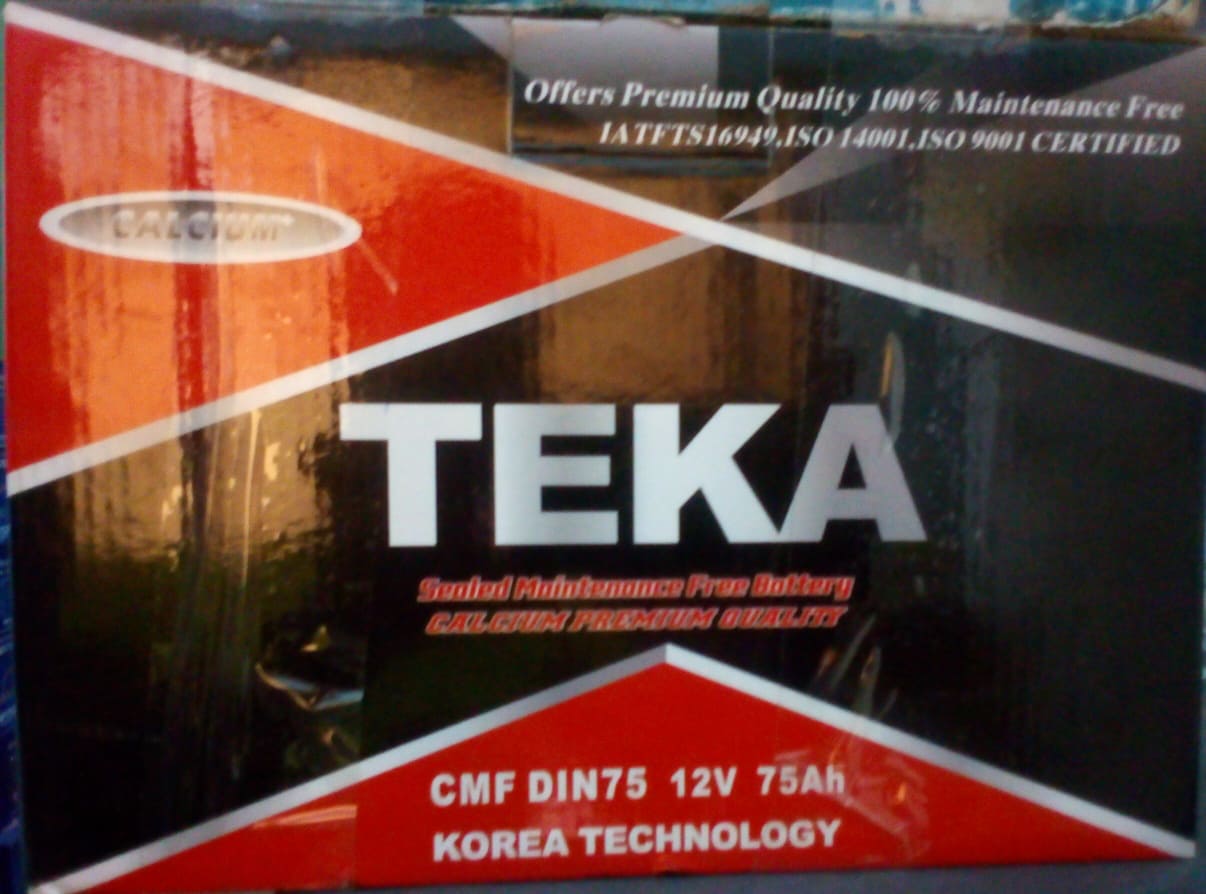 Offers Premium Quality 100% Maintenance Free
IATFTS16949,ISO 14001,ISO 9001 CERTIFIED
CALCIUM+
TEKA
Sealed Maintenance Free Battery
CALCIUM PREMIUM QUALITY
CMF DIN75 12V 75Ah
KOREA TECHNOLOGY